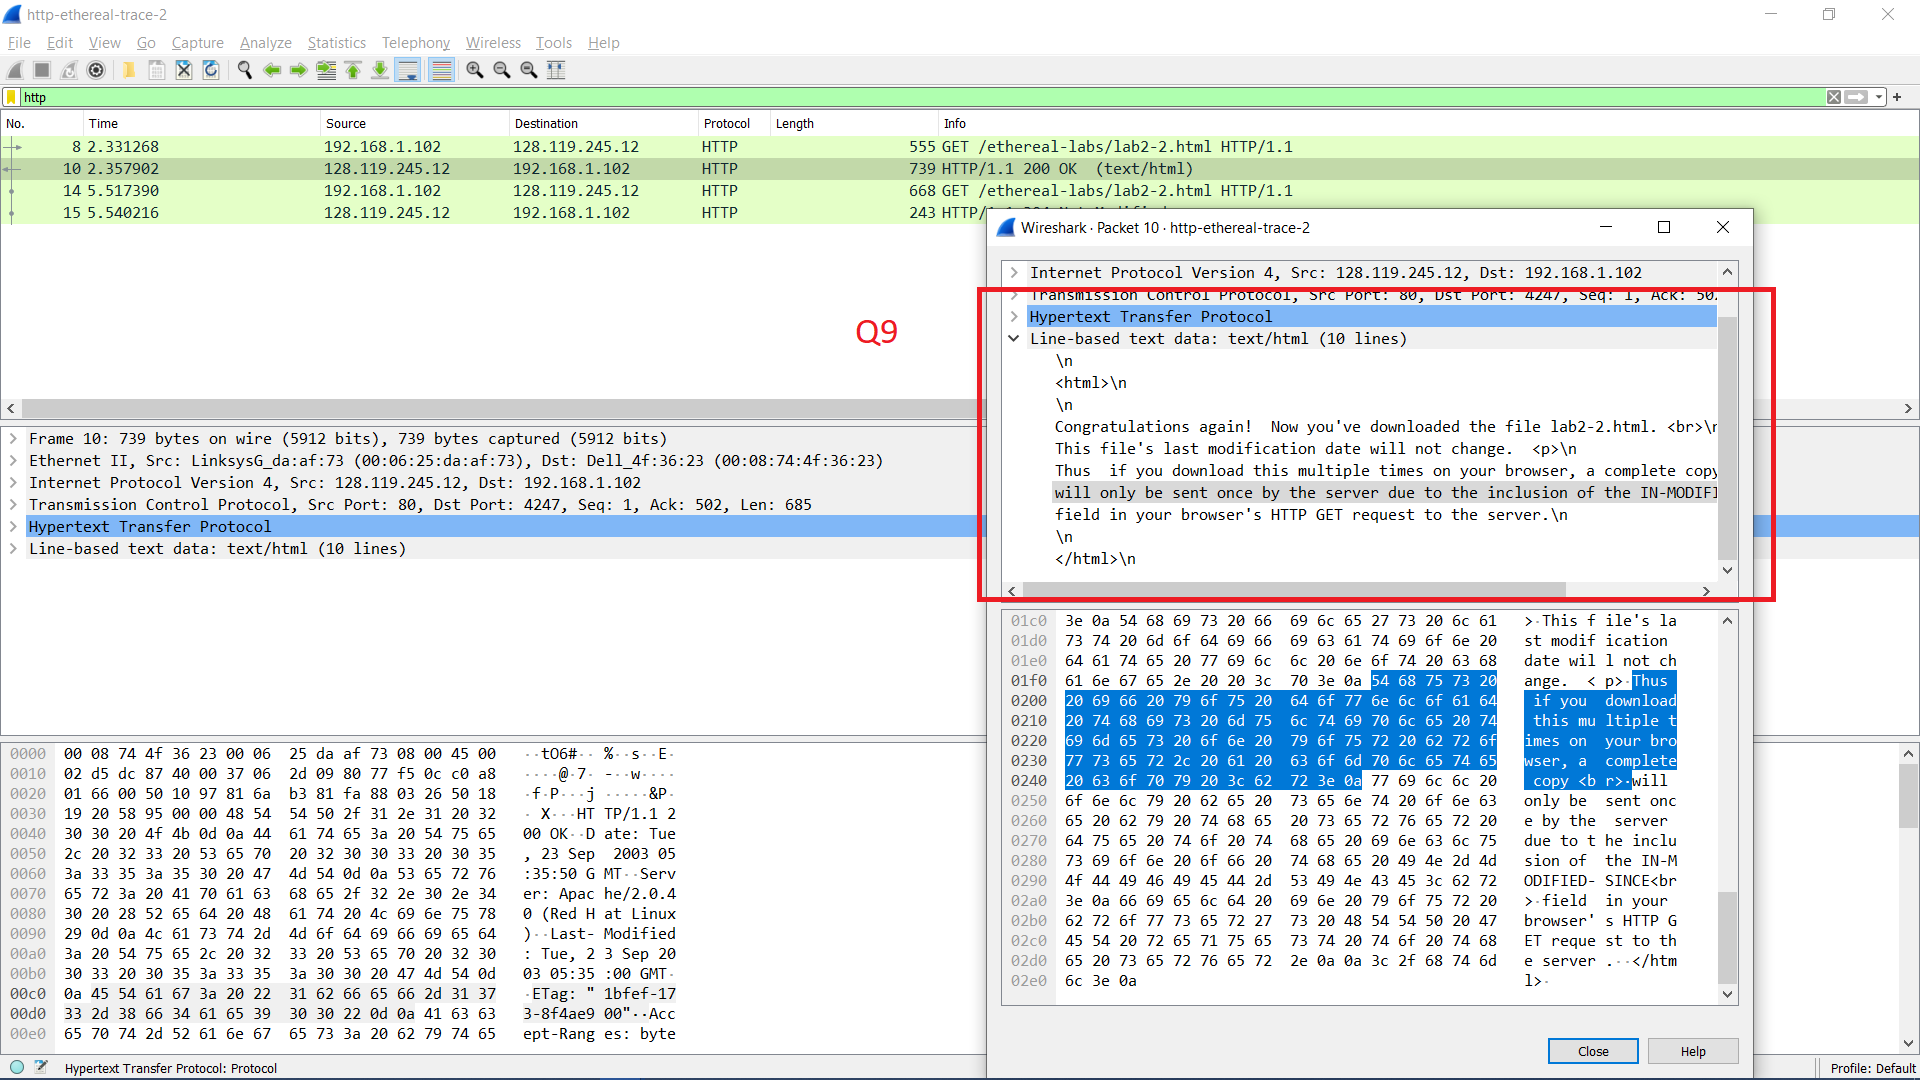 http-ethereal-trace-2
File Edit View Go Capture Analyze Statistics Telephony Wireless Tools Help
http
No. Time Source Destination Protocol Length Info
8 2.331268 192.168.1.102 128.119.245.12 HTTP 555 GET /ethereal-labs/lab2-2.html HTTP/1.1
10 2.357902 128.119.245.12 192.168.1.102 HTTP 739 HTTP/1.1 200 OK (text/html)
14 5.517390 192.168.1.102 128.119.245.12 HTTP 668 GET /ethereal-labs/lab2-2.html HTTP/1.1
15 5.540216 128.119.245.12 192.168.1.102 HTTP 243 HTTP/
Q9
Frame 10: 739 bytes on wire (5912 bits), 739 bytes captured (5912 bits)
Ethernet II, Src: LinksysG_da:af:73 (00:06:25:da:af:73), Dst: Dell_4f:36:23 (00:08:74:4f:36:23)
Internet Protocol Version 4, Src: 128.119.245.12, Dst: 192.168.1.102
Transmission Control Protocol, Src Port: 80, Dst Port: 4247, Seq: 1, Ack: 502, Len: 685
Hypertext Transfer Protocol
Line-based text data: text/html (10 lines)
0000 00 08 74 4f 36 23 00 06 25 da af 73 08 00 45 00 ··tO6#·· %··s··E·
0010 02 d5 dc 87 40 00 37 06 2d 09 80 77 f5 0c c0 a8 ····@·7· -··w····
0020 01 66 00 50 10 97 81 6a b3 81 fa 88 03 26 50 18 ·f·P···j ·····&P·
0030 19 20 58 95 00 00 48 54 54 50 2f 31 2e 31 20 32 · X···HT TP/1.1 2
0040 30 30 20 4f 4b 0d 0a 44 61 74 65 3a 20 54 75 65 00 OK··D ate: Tue
0050 2c 20 32 33 20 53 65 70 20 32 30 30 33 20 30 35 , 23 Sep 2003 05
0060 3a 33 35 3a 35 30 20 47 4d 54 0d 0a 53 65 72 76 :35:50 G MT··Serv
0070 65 72 3a 20 41 70 61 63 68 65 2f 32 2e 30 2e 34 er: Apac he/2.0.4
0080 30 20 28 52 65 64 20 48 61 74 20 4c 69 6e 75 78 0 (Red H at Linux
0090 29 0d 0a 4c 61 73 74 2d 4d 6f 64 69 66 69 65 64 )··Last- Modified
00a0 3a 20 54 75 65 2c 20 32 33 20 53 65 70 20 32 30 : Tue, 2 3 Sep 20
00b0 30 33 20 30 35 3a 33 35 3a 30 30 20 47 4d 54 0d 03 05:35 :00 GMT·
00c0 0a 45 54 61 67 3a 20 22 31 62 66 65 66 2d 31 37 ·ETag: " 1bfef-17
00d0 33 2d 38 66 34 61 65 39 30 30 22 0d 0a 41 63 63 3-8f4ae9 00"··Acc
00e0 65 70 74 2d 52 61 6e 67 65 73 3a 20 62 79 74 65 ept-Rang es: byte
Hypertext Transfer Protocol: Protocol
Profile: Default
Wireshark · Packet 10 · http-ethereal-trace-2
Internet Protocol Version 4, Src: 128.119.245.12, Dst: 192.168.1.102
Transmission Control Protocol, Src Port: 80, Dst Port: 4247, Seq: 1, Ack: 502
Hypertext Transfer Protocol
Line-based text data: text/html (10 lines)
\n
<html>\n
\n
Congratulations again!  Now you've downloaded the file lab2-2.html. <br>\n
This file's last modification date will not change.  <p>\n
Thus  if you download this multiple times on your browser, a complete copy
will only be sent once by the server due to the inclusion of the IN-MODIFI
field in your browser's HTTP GET request to the server.\n
\n
</html>\n
01c0 3e 0a 54 68 69 73 20 66 69 6c 65 27 73 20 6c 61 >·This f ile's la
01d0 73 74 20 6d 6f 64 69 66 69 63 61 74 69 6f 6e 20 st modif ication
01e0 64 61 74 65 20 77 69 6c 6c 20 6e 6f 74 20 63 68 date wil l not ch
01f0 61 6e 67 65 2e 20 20 3c 70 3e 0a 54 68 75 73 20 ange.  < p>·Thus
0200 20 69 66 20 79 6f 75 20 64 6f 77 6e 6c 6f 61 64 if you download
0210 20 74 68 69 73 20 6d 75 6c 74 69 70 6c 65 20 74 this mu ltiple t
0220 69 6d 65 73 20 6f 6e 20 79 6f 75 72 20 62 72 6f imes on your bro
0230 77 73 65 72 2c 20 61 20 63 6f 6d 70 6c 65 74 65 wser, a complete
0240 20 63 6f 70 79 20 3c 62 72 3e 0a 77 69 6c 6c 20 copy <b r>·will
0250 6f 6e 6c 79 20 62 65 20 73 65 6e 74 20 6f 6e 63 only be sent onc
0260 65 20 62 79 20 74 68 65 20 73 65 72 76 65 72 20 e by the server
0270 64 75 65 20 74 6f 20 74 68 65 20 69 6e 63 6c 75 due to t he inclu
0280 73 69 6f 6e 20 6f 66 20 74 68 65 20 49 4e 2d 4d sion of the IN-M
0290 4f 44 49 46 49 45 44 2d 53 49 4e 43 45 3c 62 72 ODIFIED- SINCE<br
02a0 3e 0a 66 69 65 6c 64 20 69 6e 20 79 6f 75 72 20 >·field in your
02b0 62 72 6f 77 73 65 72 27 73 20 48 54 54 50 20 47 browser' s HTTP G
02c0 45 54 20 72 65 71 75 65 73 74 20 74 6f 20 74 68 ET reque st to th
02d0 65 20 73 65 72 76 65 72 2e 0a 0a 3c 2f 68 74 6d e server .··</htm
02e0 6c 3e 0a l>·
Close Help